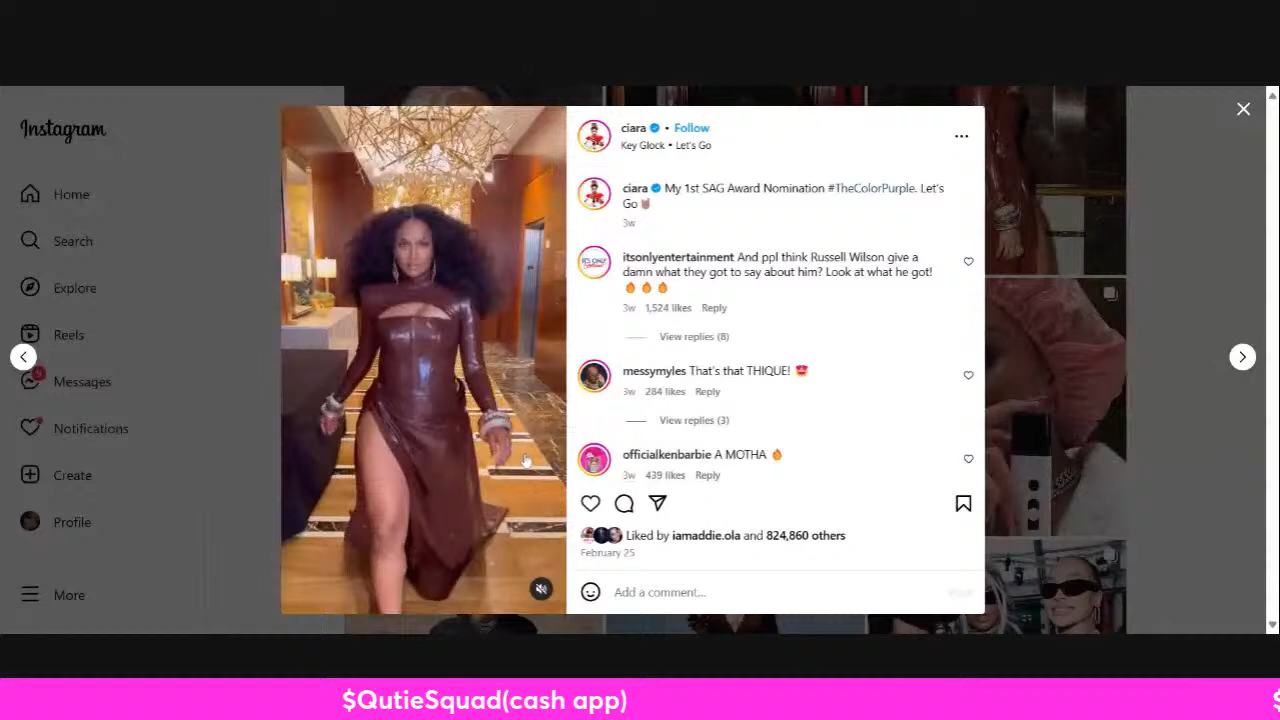 Instagram
Home
Search
Explore
Reels
Messages
Notifications
Create
Profile
More
ciara • Follow
Key Glock • Let's Go
ciara My 1st SAG Award Nomination #TheColorPurple. Let's
Go
3w
itsonlyentertainment And ppl think Russell Wilson give a
damn what they got to say about him? Look at what he got!
3w 1,524 likes Reply
View replies (8)
messymyles That's that THIQUE!
3w 284 likes Reply
View replies (3)
officialkenbarbie A MOTHA
3w 439 likes Reply
Liked by iamaddie.ola and 824,860 others
February 25
Add a comment...
$QutieSquad(cash app)